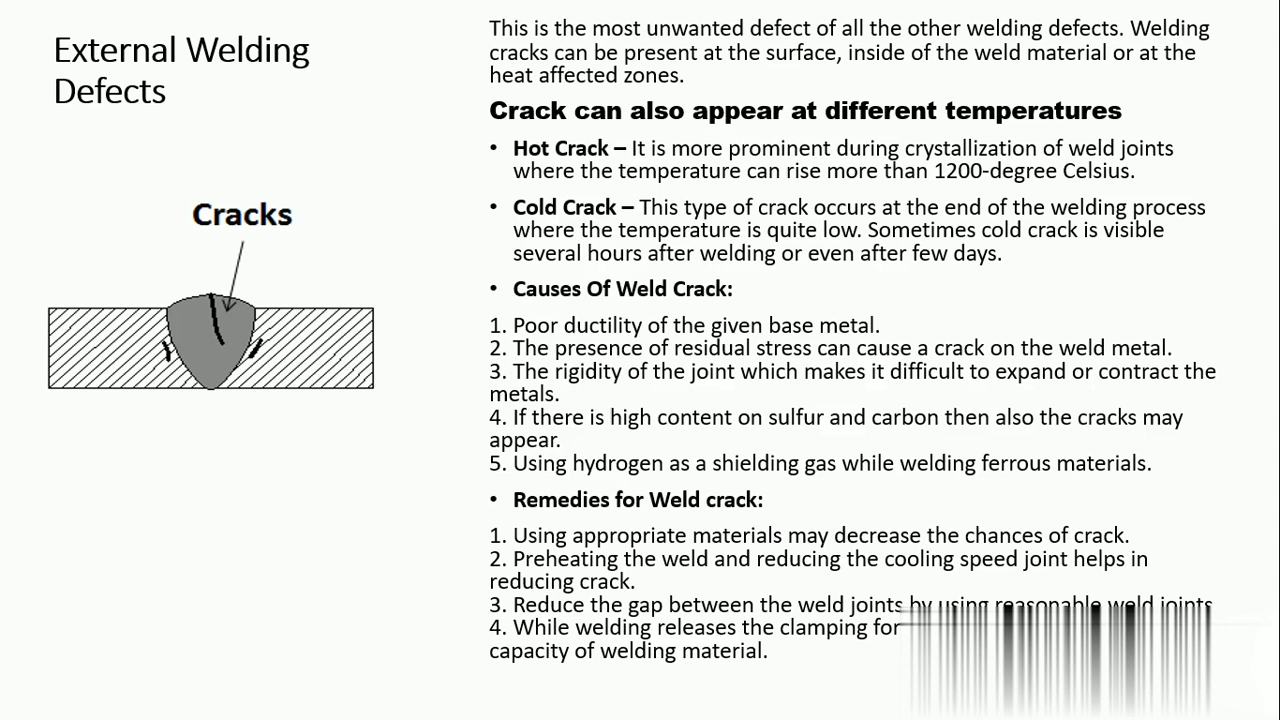 External Welding
Defects
Cracks
This is the most unwanted defect of all the other welding defects. Welding
cracks can be present at the surface, inside of the weld material or at the
heat affected zones.
Crack can also appear at different temperatures
• Hot Crack – It is more prominent during crystallization of weld joints
where the temperature can rise more than 1200-degree Celsius.
• Cold Crack – This type of crack occurs at the end of the welding process
where the temperature is quite low. Sometimes cold crack is visible
several hours after welding or even after few days.
• Causes Of Weld Crack:
1. Poor ductility of the given base metal.
2. The presence of residual stress can cause a crack on the weld metal.
3. The rigidity of the joint which makes it difficult to expand or contract the
metals.
4. If there is high content on sulfur and carbon then also the cracks may
appear.
5. Using hydrogen as a shielding gas while welding ferrous materials.
• Remedies for Weld crack:
1. Using appropriate materials may decrease the chances of crack.
2. Preheating the weld and reducing the cooling speed joint helps in
reducing crack.
3. Reduce the gap between the weld joints by using reasonable weld joints
4. While welding releases the clamping for
capacity of welding material.